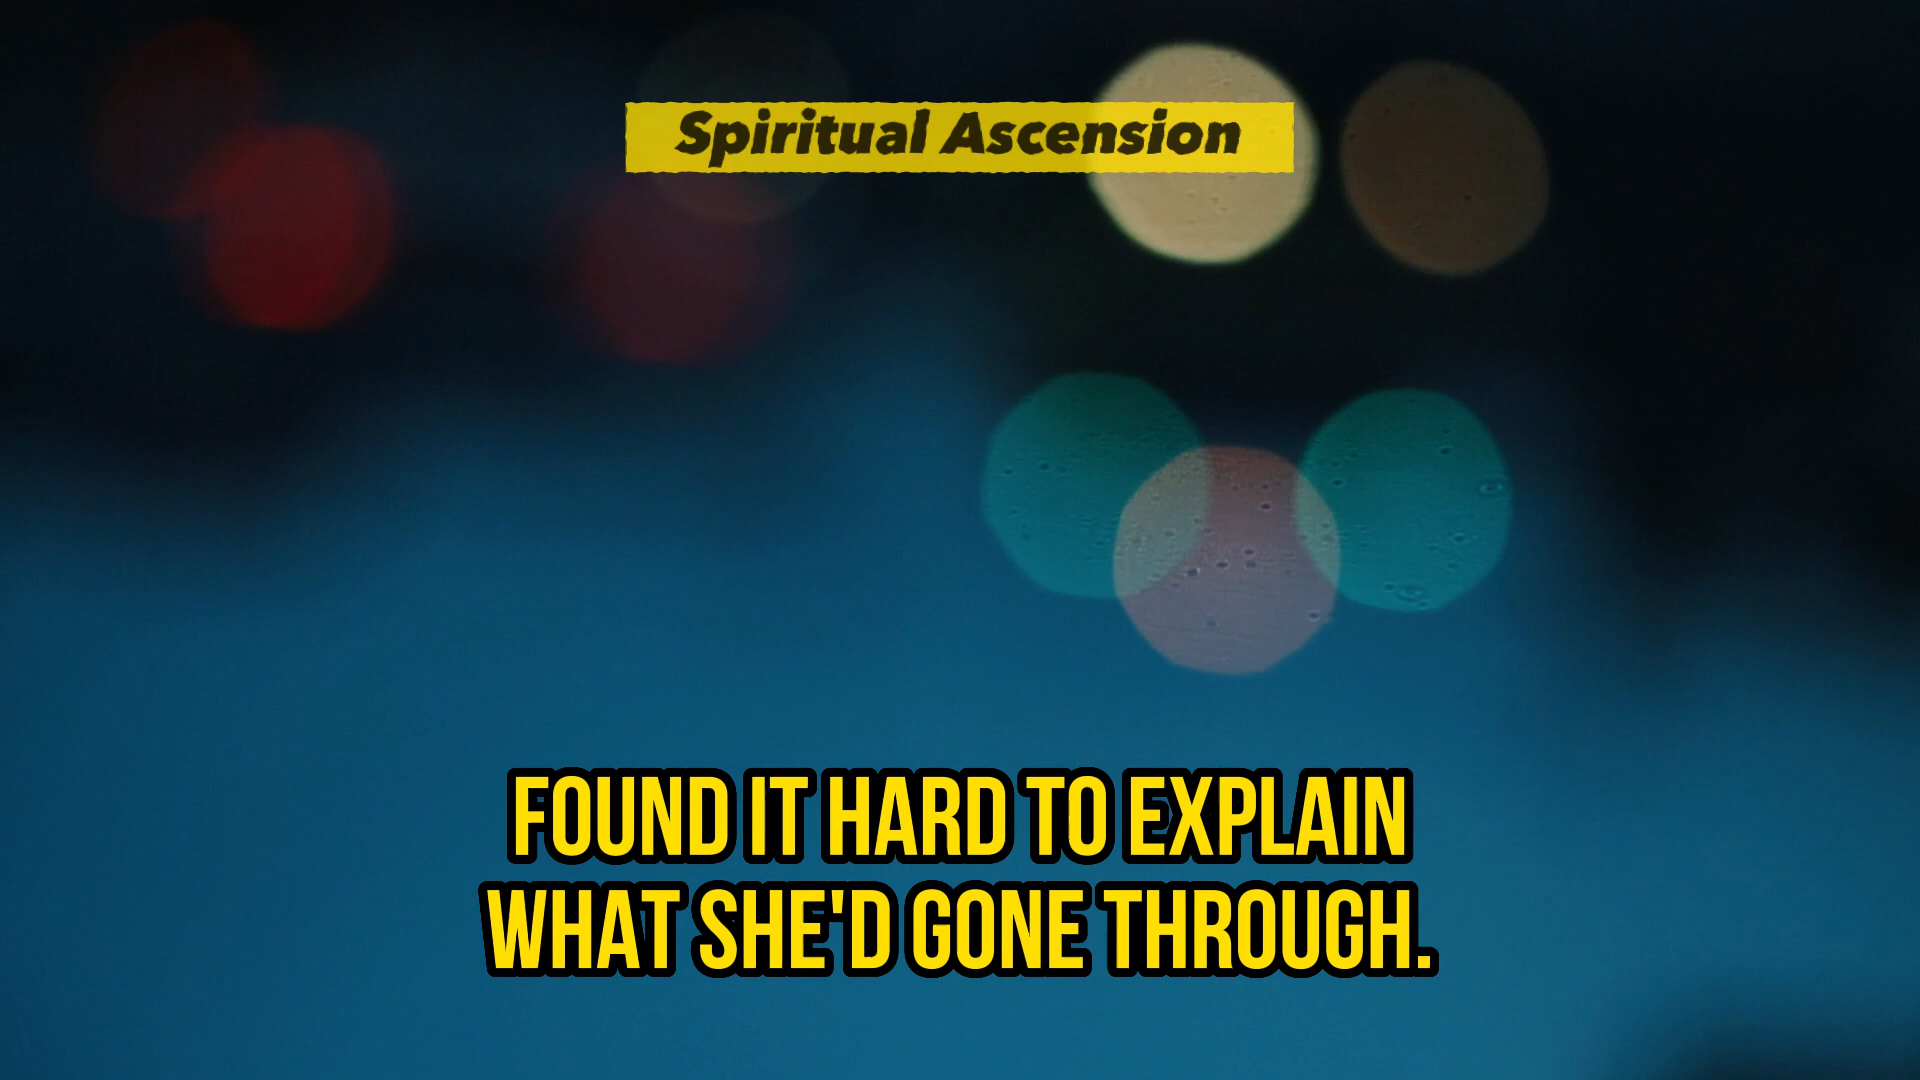 Spiritual Ascension
FOUND IT HARD TO EXPLAIN
WHAT SHE'D GONE THROUGH.